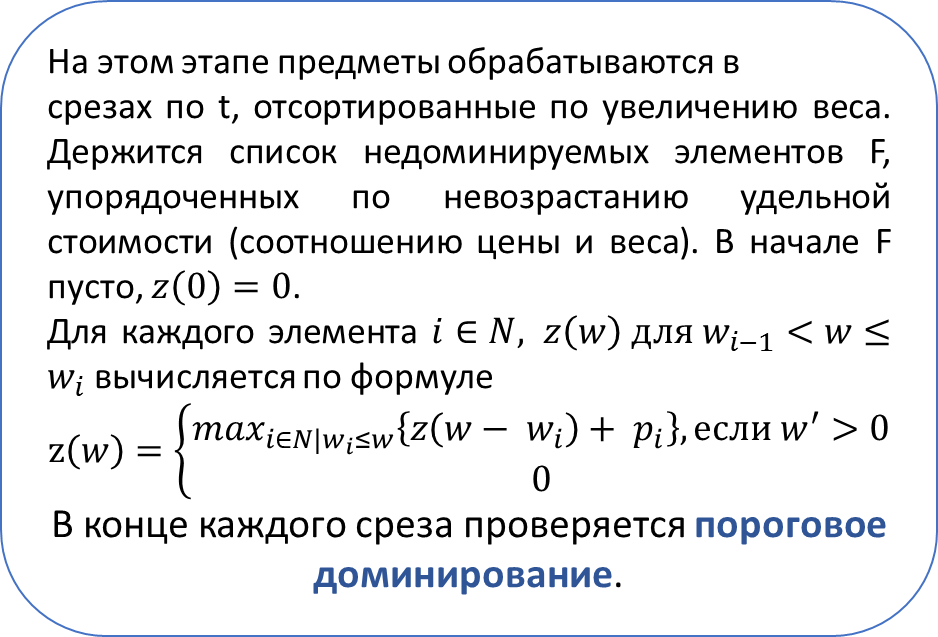 На этом этапе предметы обрабатываются в
срезах по t, отсортированные по увеличению веса.
Держится список недоминируемых элементов F,
упорядоченных по невозрастанию удельной
стоимости (соотношению цены и веса). В начале F
пусто, 𝑧(0) = 0.
Для каждого элемента 𝑖 ∈ 𝑁, 𝑧(𝑤) для 𝑤_{𝑖−1} < 𝑤 ≤
𝑤_𝑖 вычисляется по формуле
z(𝑤) = { 𝑚𝑎𝑥_{𝑖∈𝑁|𝑤_𝑖≤𝑤}{𝑧(𝑤 − 𝑤_𝑖) + 𝑝_𝑖}, если 𝑤′ > 0
0
В конце каждого среза проверяется пороговое
доминирование.